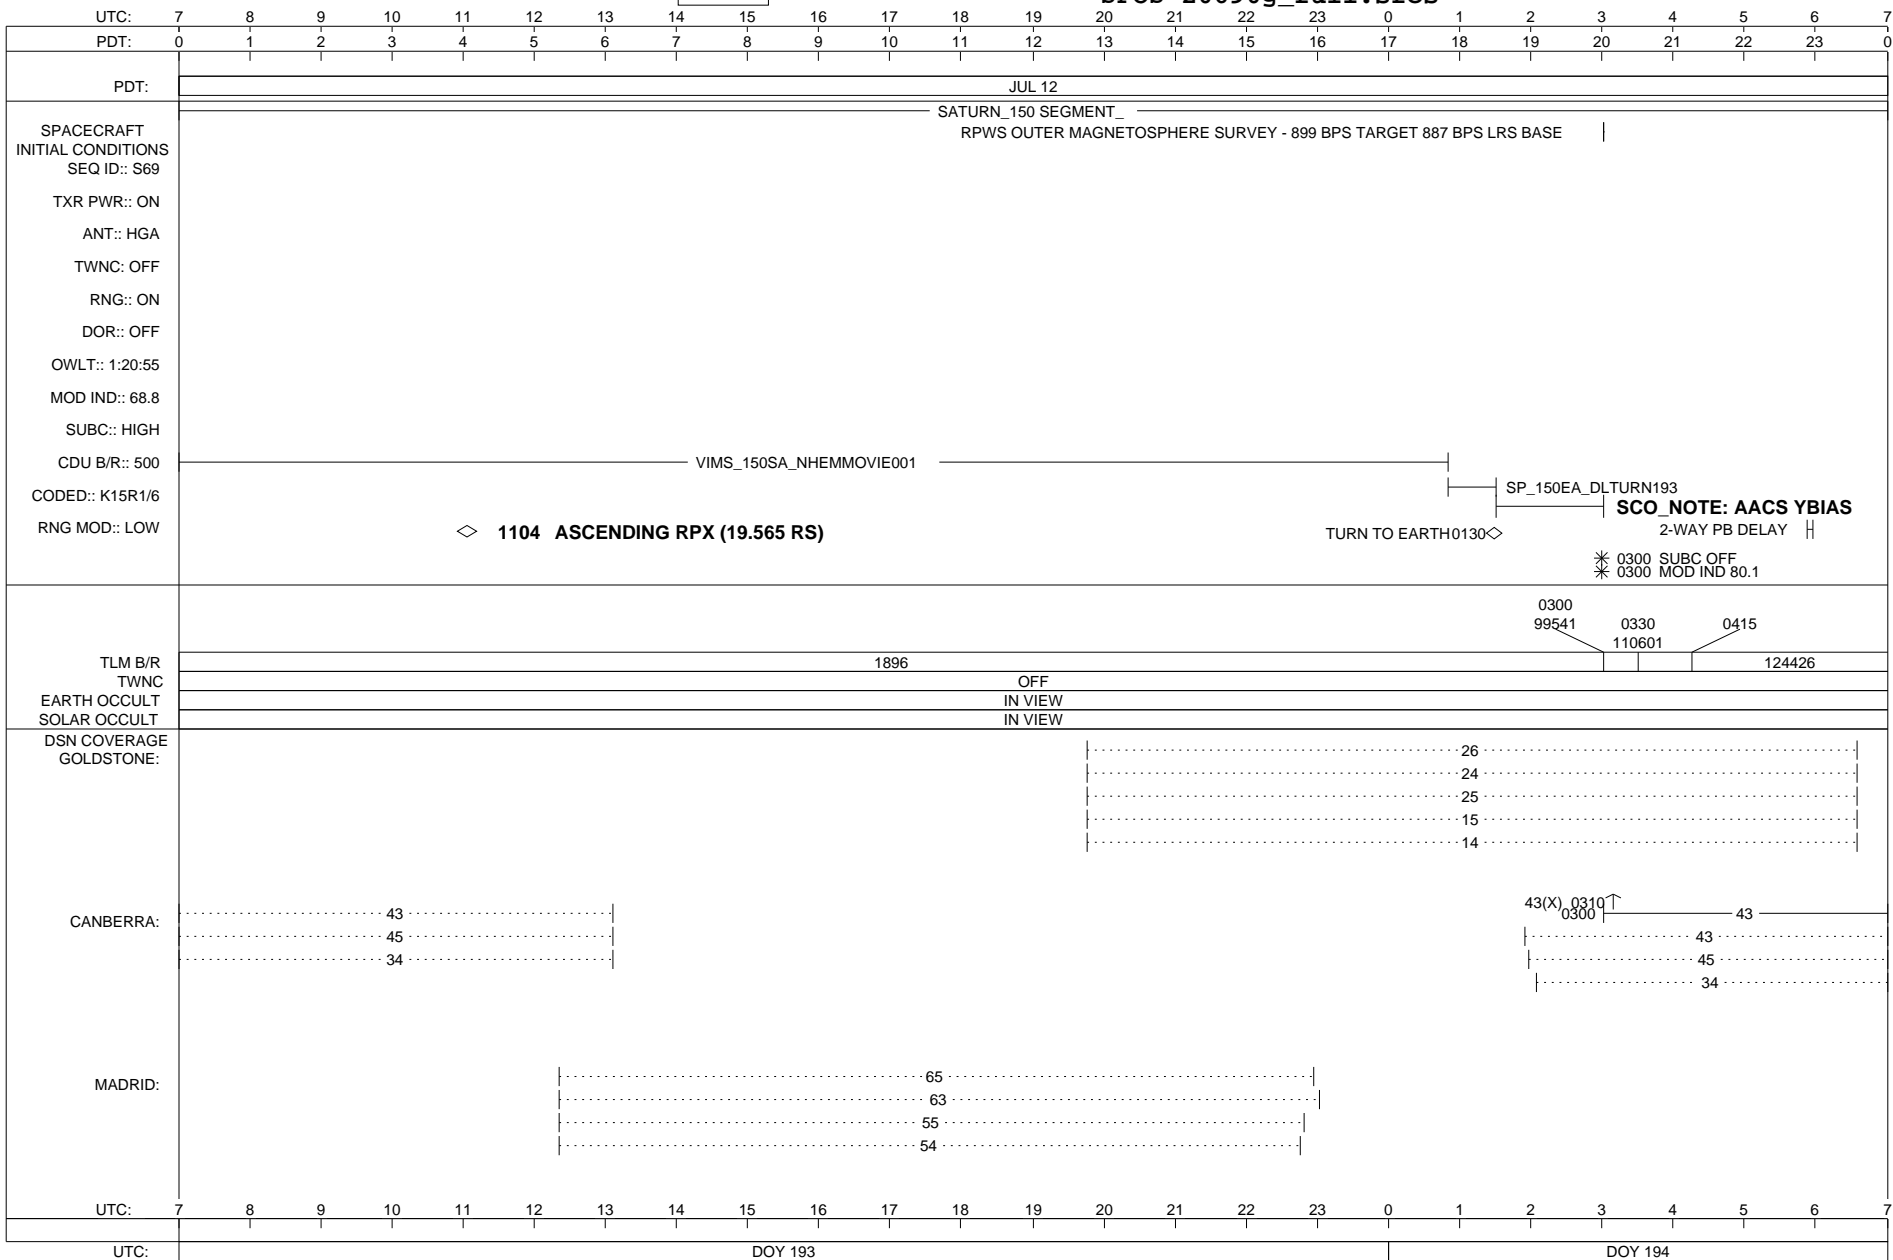 UTC: 7 8 9 10 11 12 13 14 15 16 17 18 19 20 21 22 23 0 1 2 3 4 5 6 7
PDT: 0 1 2 3 4 5 6 7 8 9 10 11 12 13 14 15 16 17 18 19 20 21 22 23 0
PDT: JUL 12
SATURN_150 SEGMENT_
SPACECRAFT
INITIAL CONDITIONS
RPWS OUTER MAGNETOSPHERE SURVEY - 899 BPS TARGET 887 BPS LRS BASE
SEQ ID:: S69
TXR PWR:: ON
ANT:: HGA
TWNC: OFF
RNG:: ON
DOR:: OFF
OWLT:: 1:20:55
MOD IND:: 68.8
SUBC:: HIGH
CDU B/R:: 500 VIMS_150SA_NHEMMOVIE001
CODED:: K15R1/6 SP_150EA_DLTURN193
SCO_NOTE: AACS YBIAS
RNG MOD:: LOW 1104 ASCENDING RPX (19.565 RS) TURN TO EARTH 0130 2-WAY PB DELAY
0300 SUBC OFF
0300 MOD IND 80.1
0300
99541 0330 0415
110601
TLM B/R 1896 124426
TWNC OFF
EARTH OCCULT IN VIEW
SOLAR OCCULT IN VIEW
DSN COVERAGE
GOLDSTONE:
26
24
25
15
14
43(X) 0310
CANBERRA: 43 0300 43
45 43
34 45
34
MADRID: 65
63
55
54
UTC: 7 8 9 10 11 12 13 14 15 16 17 18 19 20 21 22 23 0 1 2 3 4 5 6 7
UTC: DOY 193 DOY 194